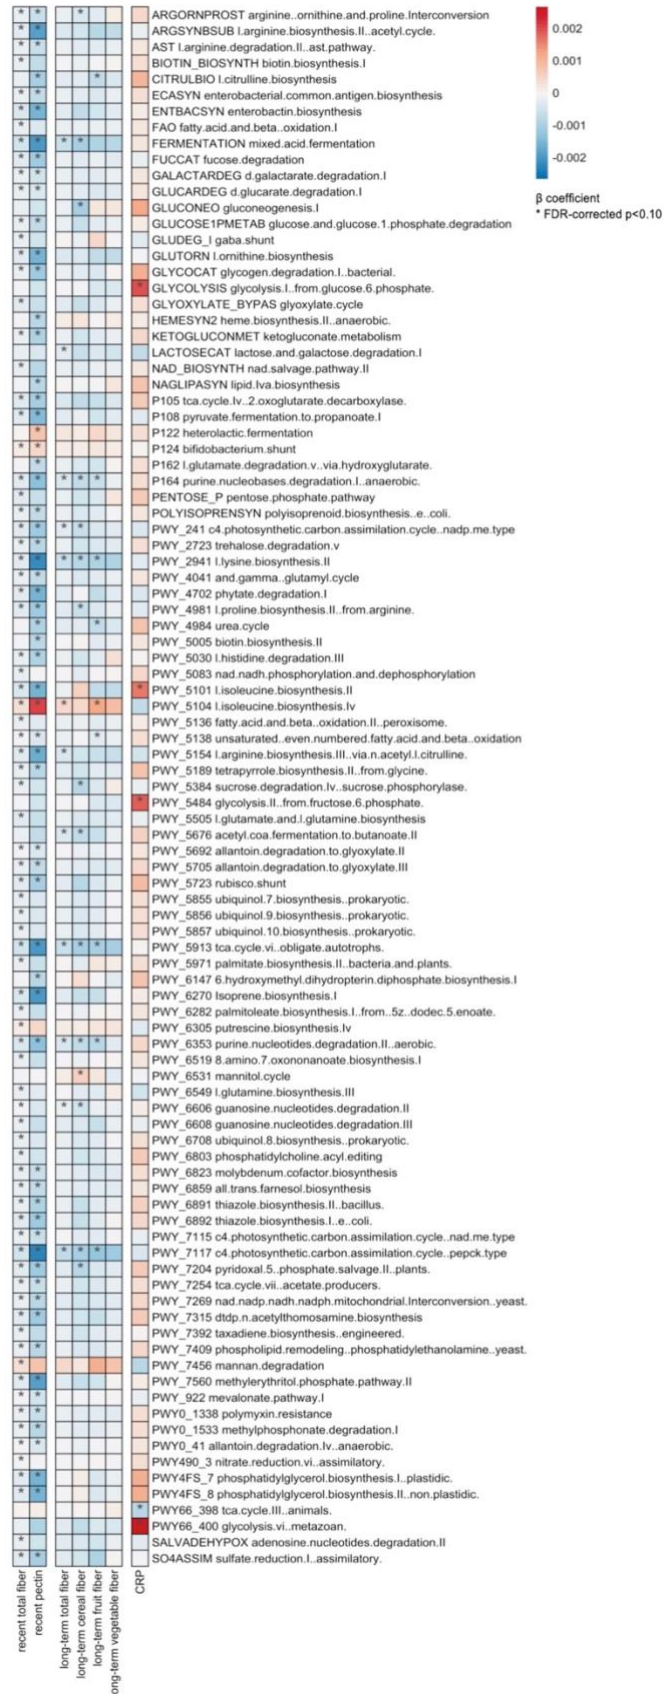 ARGORNPROST arginine..ornithine.and.proline.Interconversion
ARGSYNBSUB l.arginine.biosynthesis.II..acetyl.cycle.
AST l.arginine.degradation.II..ast.pathway.
BIOTIN_BIOSYNTH biotin.biosynthesis.I
CITRULBIO l.citrulline.biosynthesis
ECASYN enterobacterial.common.antigen.biosynthesis
ENTBACSYN enterobactin.biosynthesis
FAO fatty.acid.and.beta..oxidation.I
FERMENTATION mixed.acid.fermentation
FUCCAT fucose.degradation
GALACTARDEG d.galactarate.degradation.I
GLUCARDEG d.glucarate.degradation.I
GLUCONEO gluconeogenesis.I
GLUCOSE1PMETAB glucose.and.glucose.1.phosphate.degradation
GLUDEG_I gaba.shunt
GLUTORN l.ornithine.biosynthesis
GLYCOCAT glycogen.degradation.I..bacterial.
GLYCOLYSIS glycolysis.I..from.glucose.6.phosphate.
GLYOXYLATE_BYPAS glyoxylate.cycle
HEMESYN2 heme.biosynthesis.II..anaerobic.
KETOGLUCONMET ketogluconate.metabolism
LACTOSECAT lactose.and.galactose.degradation.I
NAD_BIOSYNTH nad.salvage.pathway.II
NAGLIPASYN lipid.Iva.biosynthesis
P105 tca.cycle.Iv..2.oxoglutarate.decarboxylase.
P108 pyruvate.fermentation.to.propanoate.I
P122 heterolactic.fermentation
P124 bifidobacterium.shunt
P162 l.glutamate.degradation.v..via.hydroxyglutarate.
P164 purine.nucleobases.degradation.I..anaerobic.
PENTOSE_P pentose.phosphate.pathway
POLYISOPRENSYN polyisoprenoid.biosynthesis..e..coli.
PWY_241 c4.photosynthetic.carbon.assimilation.cycle..nadp.me.type
PWY_2723 trehalose.degradation.v
PWY_2941 l.lysine.biosynthesis.II
PWY_4041 and.gamma..glutamyl.cycle
PWY_4702 phytate.degradation.I
PWY_4981 l.proline.biosynthesis.II..from.arginine.
PWY_4984 urea.cycle
PWY_5005 biotin.biosynthesis.II
PWY_5030 l.histidine.degradation.III
PWY_5083 nad.nadh.phosphorylation.and.dephosphorylation
PWY_5101 l.isoleucine.biosynthesis.II
PWY_5104 l.isoleucine.biosynthesis.Iv
PWY_5136 fatty.acid.and.beta..oxidation.II..peroxisome.
PWY_5138 unsaturated..even.numbered.fatty.acid.and.beta..oxidation
PWY_5154 l.arginine.biosynthesis.III..via.n.acetyl.l.citrulline.
PWY_5189 tetrapyrrole.biosynthesis.II..from.glycine.
PWY_5384 sucrose.degradation.Iv..sucrose.phosphorylase.
PWY_5484 glycolysis.II..from.fructose.6.phosphate.
PWY_5505 l.glutamate.and.l.glutamine.biosynthesis
PWY_5676 acetyl.coa.fermentation.to.butanoate.II
PWY_5692 allantoin.degradation.to.glyoxylate.II
PWY_5705 allantoin.degradation.to.glyoxylate.III
PWY_5723 rubisco.shunt
PWY_5855 ubiquinol.7.biosynthesis..prokaryotic.
PWY_5856 ubiquinol.9.biosynthesis..prokaryotic.
PWY_5857 ubiquinol.10.biosynthesis..prokaryotic.
PWY_5913 tca.cycle.vi..obligate.autotrophs.
PWY_5971 palmitate.biosynthesis.II..bacteria.and.plants.
PWY_6147 6.hydroxymethyl.dihydropterin.diphosphate.biosynthesis.I
PWY_6270 Isoprene.biosynthesis.I
PWY_6282 palmitoleate.biosynthesis.I..from..5z..dodec.5.enoate.
PWY_6305 putrescine.biosynthesis.Iv
PWY_6353 purine.nucleotides.degradation.II..aerobic.
PWY_6519 8.amino.7.oxononanoate.biosynthesis.I
PWY_6531 mannitol.cycle
PWY_6549 l.glutamine.biosynthesis.III
PWY_6606 guanosine.nucleotides.degradation.II
PWY_6608 guanosine.nucleotides.degradation.III
PWY_6708 ubiquinol.8.biosynthesis..prokaryotic.
PWY_6803 phosphatidylcholine.acyl.editing
PWY_6823 molybdenum.cofactor.biosynthesis
PWY_6859 all.trans.farnesol.biosynthesis
PWY_6891 thiazole.biosynthesis.II..bacillus.
PWY_6892 thiazole.biosynthesis.I..e..coli.
PWY_7115 c4.photosynthetic.carbon.assimilation.cycle..nad.me.type
PWY_7117 c4.photosynthetic.carbon.assimilation.cycle..pepck.type
PWY_7204 pyridoxal.5..phosphate.salvage.II..plants.
PWY_7254 tca.cycle.vii..acetate.producers.
PWY_7269 nad.nadp.nadh.nadph.mitochondrial.Interconversion..yeast.
PWY_7315 dtdp.n.acetylthomosamine.biosynthesis
PWY_7392 taxadiene.biosynthesis..engineered.
PWY_7409 phospholipid.remodeling..phosphatidylethanolamine..yeast.
PWY_7456 mannan.degradation
PWY_7560 methylerythritol.phosphate.pathway.II
PWY_922 mevalonate.pathway.I
PWY0_1338 polymyxin.resistance
PWY0_1533 methylphosphonate.degradation.I
PWY0_41 allantoin.degradation.Iv..anaerobic.
PWY490_3 nitrate.reduction.vi..assimilatory.
PWY4FS_7 phosphatidylglycerol.biosynthesis.I..plastidic.
PWY4FS_8 phosphatidylglycerol.biosynthesis.II..non.plastidic.
PWY66_398 tca.cycle.III..animals.
PWY66_400 glycolysis.vi..metazoan.
SALVADEHYPOX adenosine.nucleotides.degradation.II
SO4ASSIM sulfate.reduction.I..assimilatory.
recent total fiber
recent pectin
long-term total fiber
long-term cereal fiber
long-term fruit fiber
ong-term vegetable fiber
CRP
0.002
0.001
0
-0.001
-0.002
β coefficient
* FDR-corrected p<0.10